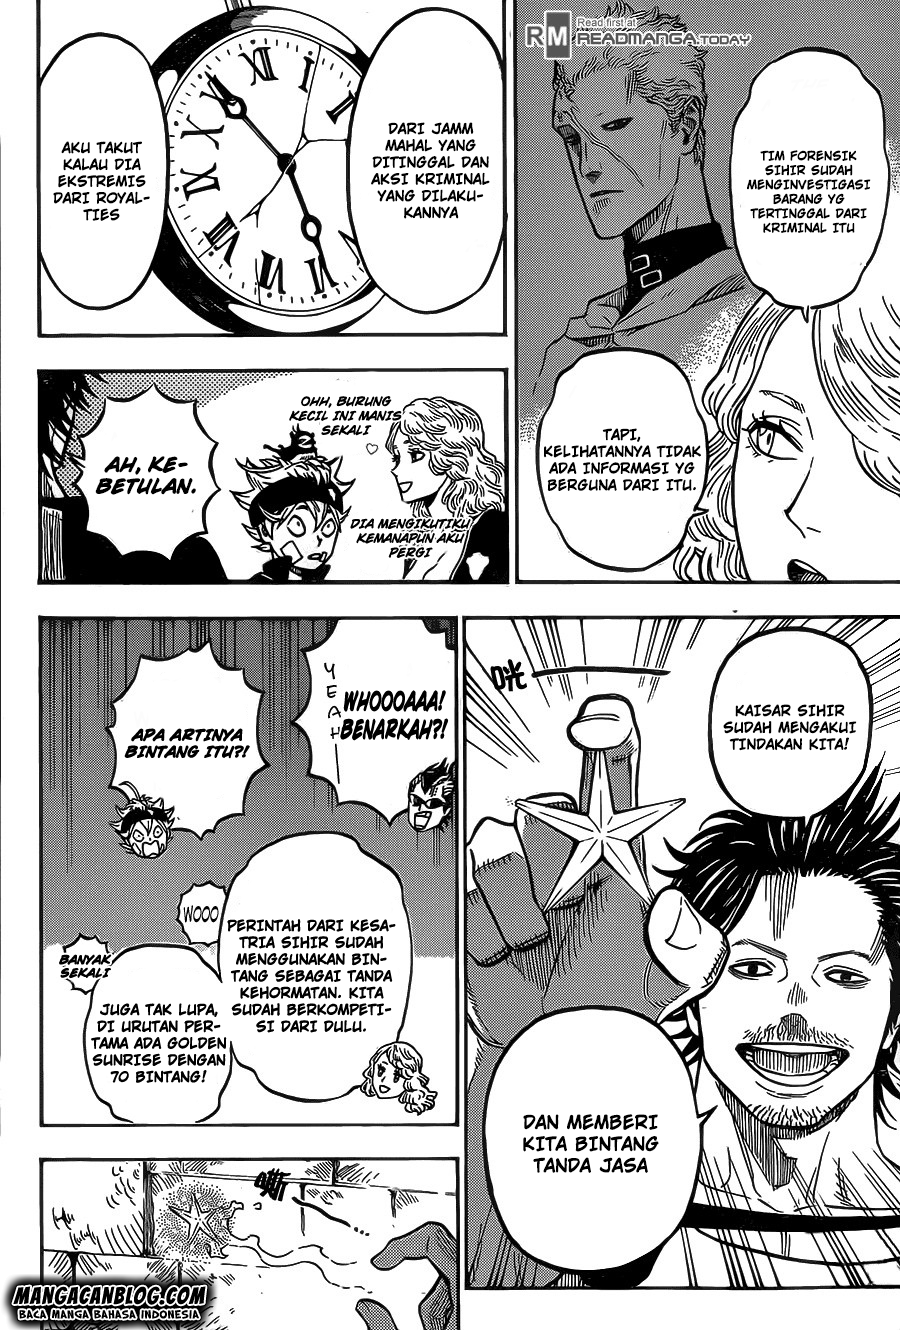 Read first at
RM READMANGA.TODAY
TIM FORENSIK
SIHIR SUDAH
MENGINVESTIGASI
BARANG YG
TERTINGGAL DARI
KRIMINAL ITU
TAPI,
KELIHATANNYA TIDAK
ADA INFORMASI YG
BERGUNA DARI ITU.
DARI JAMM
MAHAL YANG
DITINGGAL DAN
AKSI KRIMINAL
YANG DILAKU-
KANNYA
AKU TAKUT
KALAU DIA
EKSTREMIS
DARI ROYAL-
TIES
OHH, BURUNG
KECIL INI MANIS
SEKALI
DIA MENGIKUTIKU
KEMANAPUN AKU
PERGI
AH, KE-
BETULAN.
KAISAR SIHIR
SUDAH MENGAKUI
TINDAKAN KITA!
咣
DAN MEMBERI
KITA BINTANG
TANDA JASA
WHOOOAAA!
BENARKAH?!
YEAH
APA ARTINYA
BINTANG ITU?!
PERINTAH DARI KESA-
TRIA SIHIR SUDAH
MENGGUNAKAN BIN-
TANG SEBAGAI TANDA
KEHORMATAN. KITA
SUDAH BERKOMPETI-
SI DARI DULU.
WOOO
BANYAK
SEKALI
JUGA TAK LUPA,
DI URUTAN PER-
TAMA ADA GOLDEN
SUNRISE DENGAN
70 BINTANG!
MANGACANBLOG.COM
BACA MANGA BAHASA INDONESIA